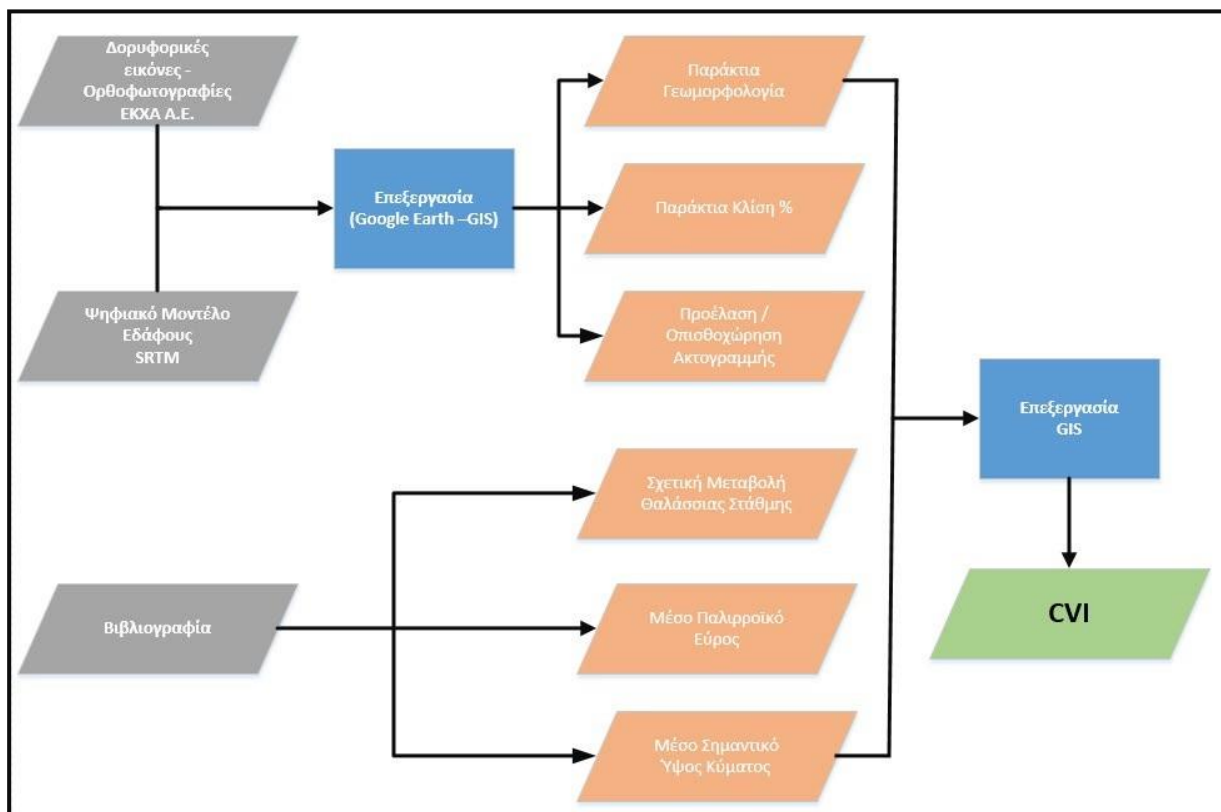 Δορυφορικές
εικόνες -
Ορθοφωτογραφίες
ΕΚΧΑ Α.Ε.
Ψηφιακό Μοντέλο
Εδάφους
SRTM
Επεξεργασία
(Google Earth –GIS)
Παράκτια
Γεωμορφολογία
Παράκτια Κλίση %
Προέλαση /
Οπισθοχώρηση
Ακτογραμμής
Βιβλιογραφία
Σχετική Μεταβολή
Θαλάσσιας Στάθμης
Μέσο Παλιρροϊκό
Εύρος
Μέσο Σημαντικό
Ύψος Κύματος
Επεξεργασία
GIS
CVI